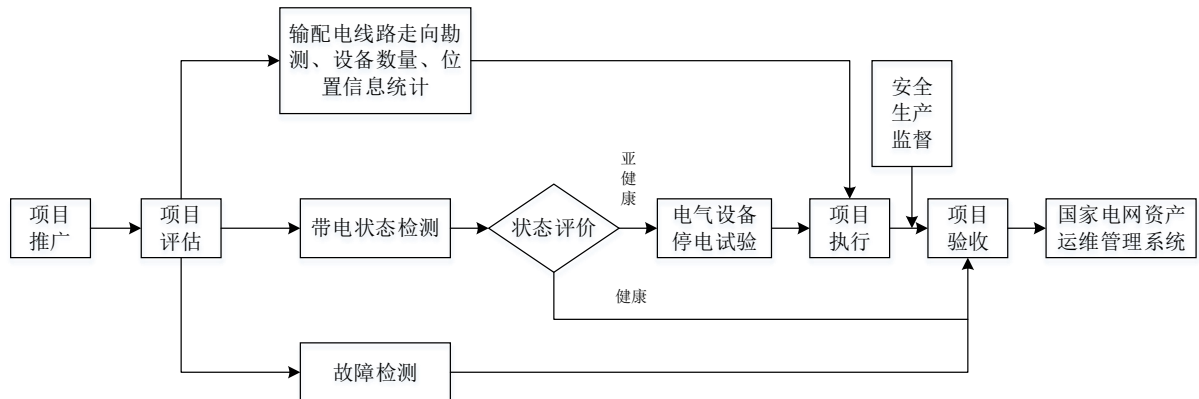 输配电线路走向勘
测、设备数量、位
置信息统计
安全
生产
监督
亚
健
康
项目
推广
项目
评估
带电状态检测
状态评价
电气设备
停电试验
项目
执行
项目
验收
国家电网资产
运维管理系统
健康
故障检测